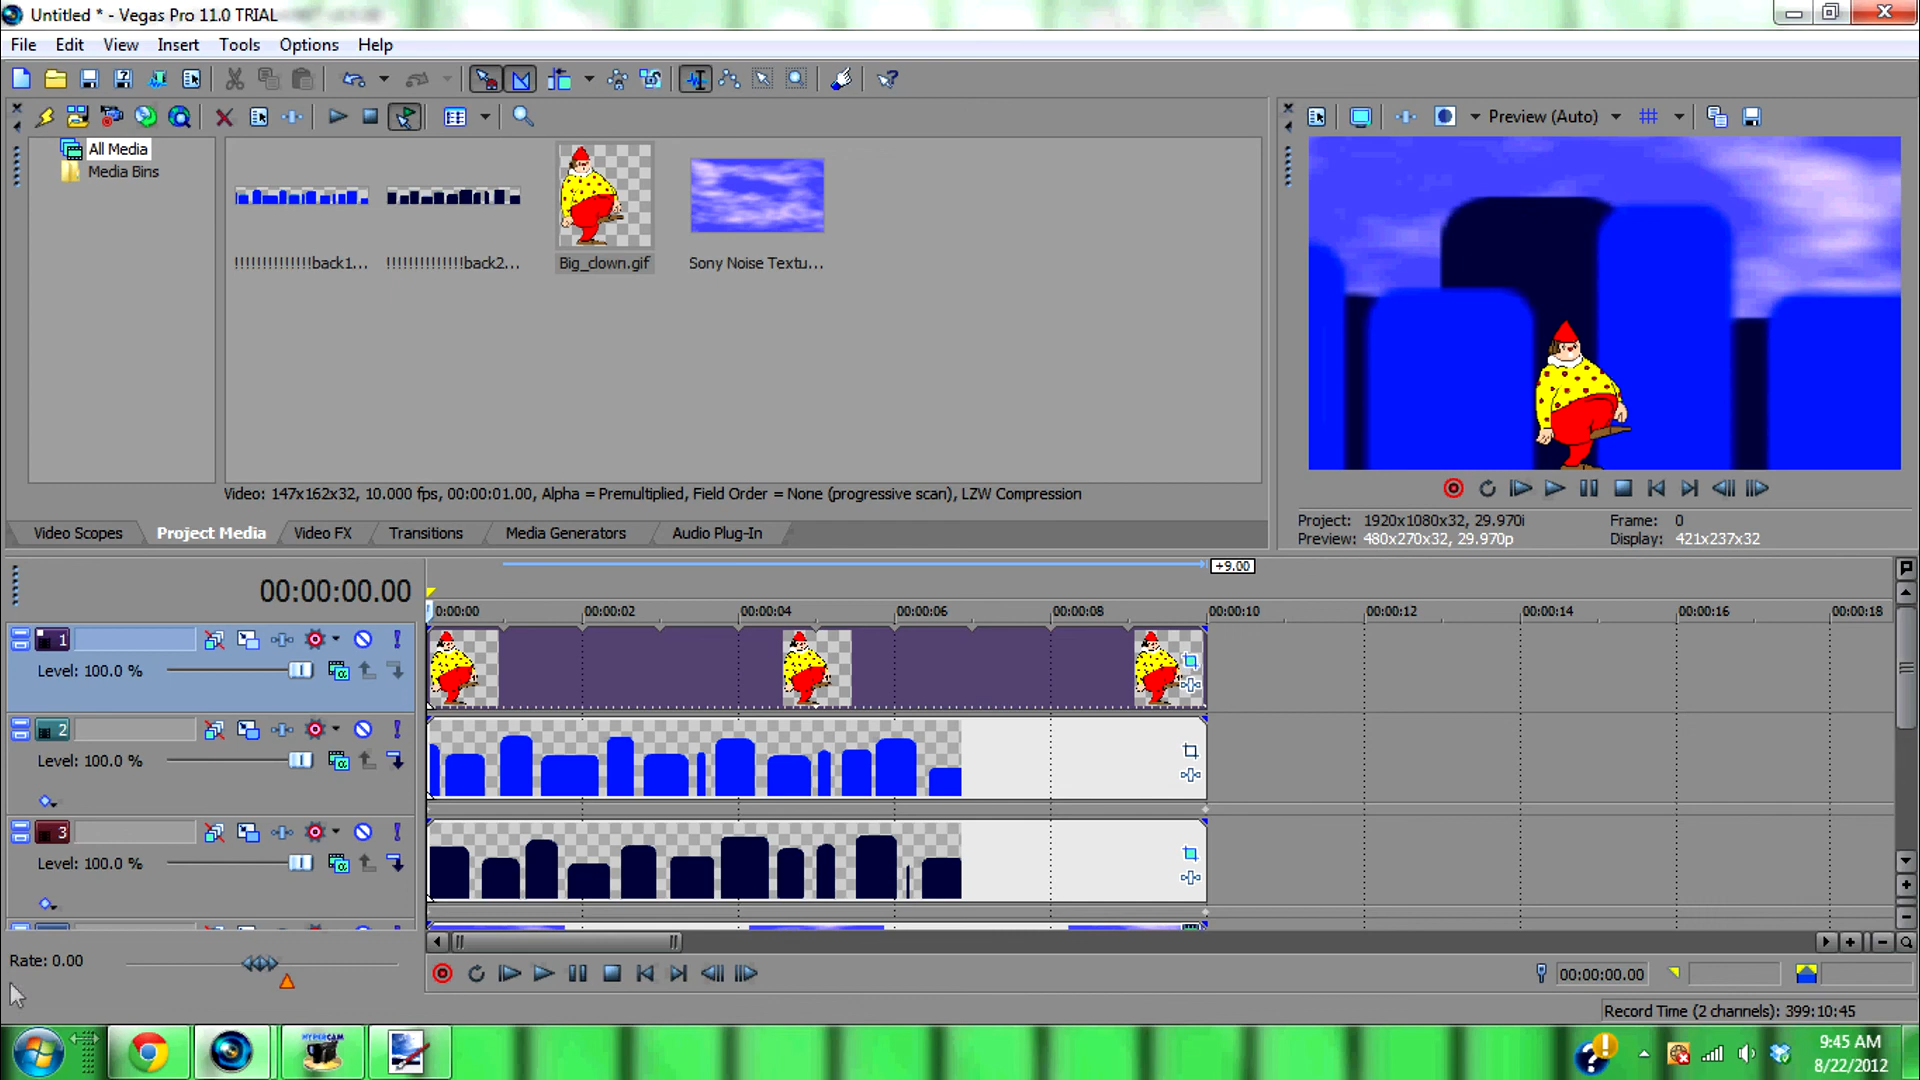 Untitled * - Vegas Pro 11.0 TRIAL
File Edit View Insert Tools Options Help
Preview (Auto)
All Media
Media Bins
!!!!!!!!!!!!!!back1...
!!!!!!!!!!!!!!back2...
Big_clown.gif
Sony Noise Textu...
Video: 147x162x32, 10.000 fps, 00:00:01.00, Alpha = Premultiplied, Field Order = None (progressive scan), LZW Compression
Video Scopes Project Media Video FX Transitions Media Generators Audio Plug-In
Project: 1920x1080x32, 29.970i Frame: 0
Preview: 480x270x32, 29.970p Display: 421x237x32
+9.00
00:00:00.00
0:00:00 00:00:02 00:00:04 00:00:06 00:00:08 00:00:10 00:00:12 00:00:14 00:00:16 00:00:18
1
Level: 100.0 %
2
Level: 100.0 %
3
Level: 100.0 %
Rate: 0.00
00:00:00.00
Record Time (2 channels): 399:10:45
HYPERCAM
9:45 AM
8/22/2012